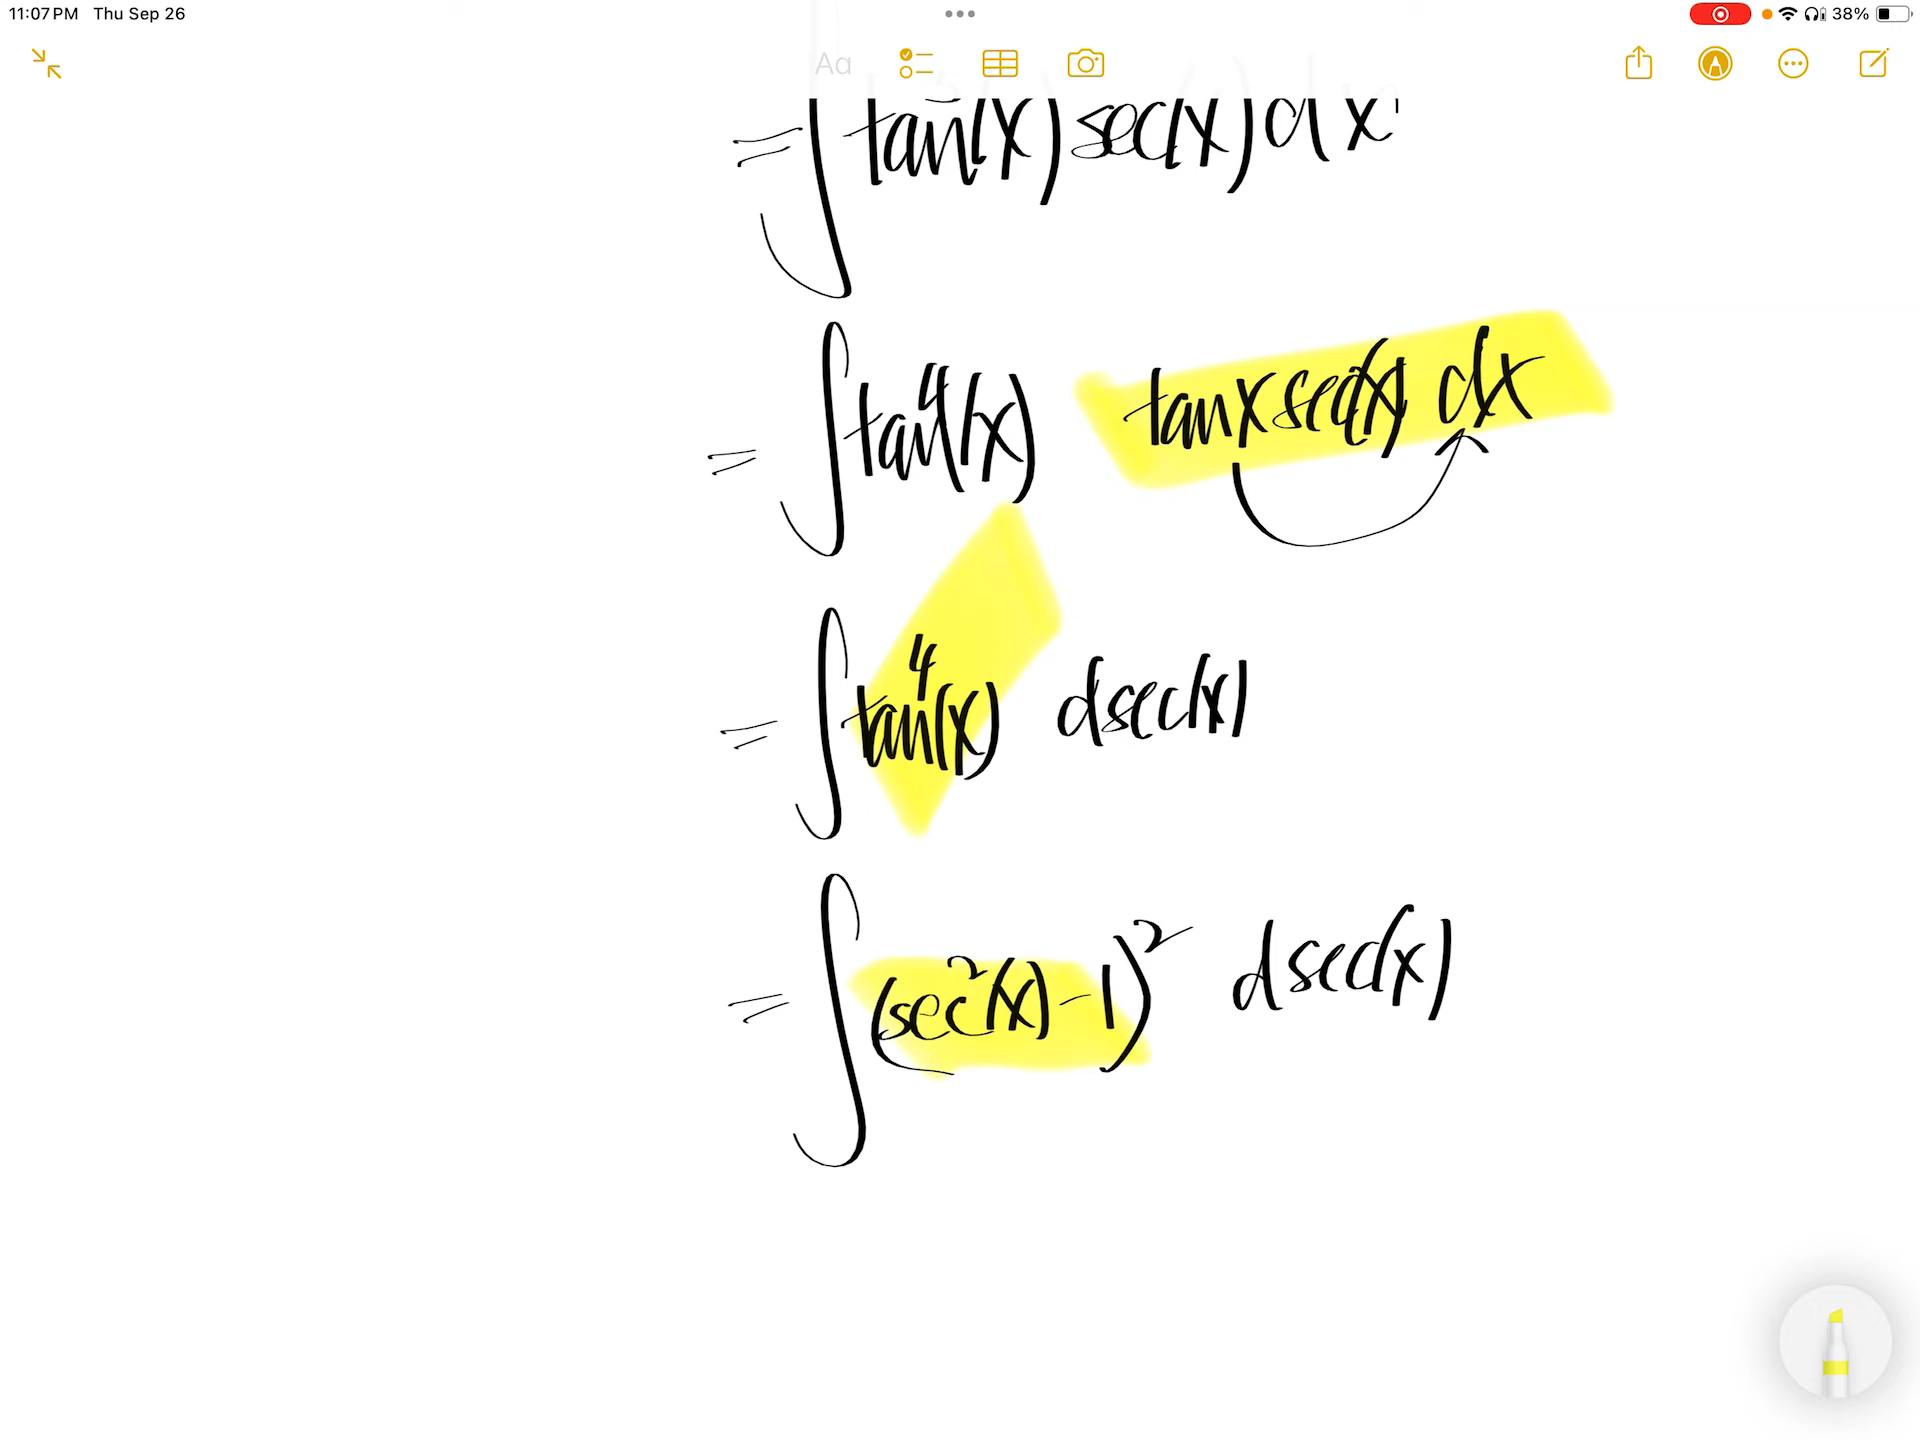 11:07 PM Thu Sep 26
38%
Aa
= ∫ tan⁵(x) sec(x) dx
= ∫ tan⁴(x) tanx sec(x) dx
= ∫ tan⁴(x) dsec(x)
= ∫ (sec²(x) - 1)² dsec(x)